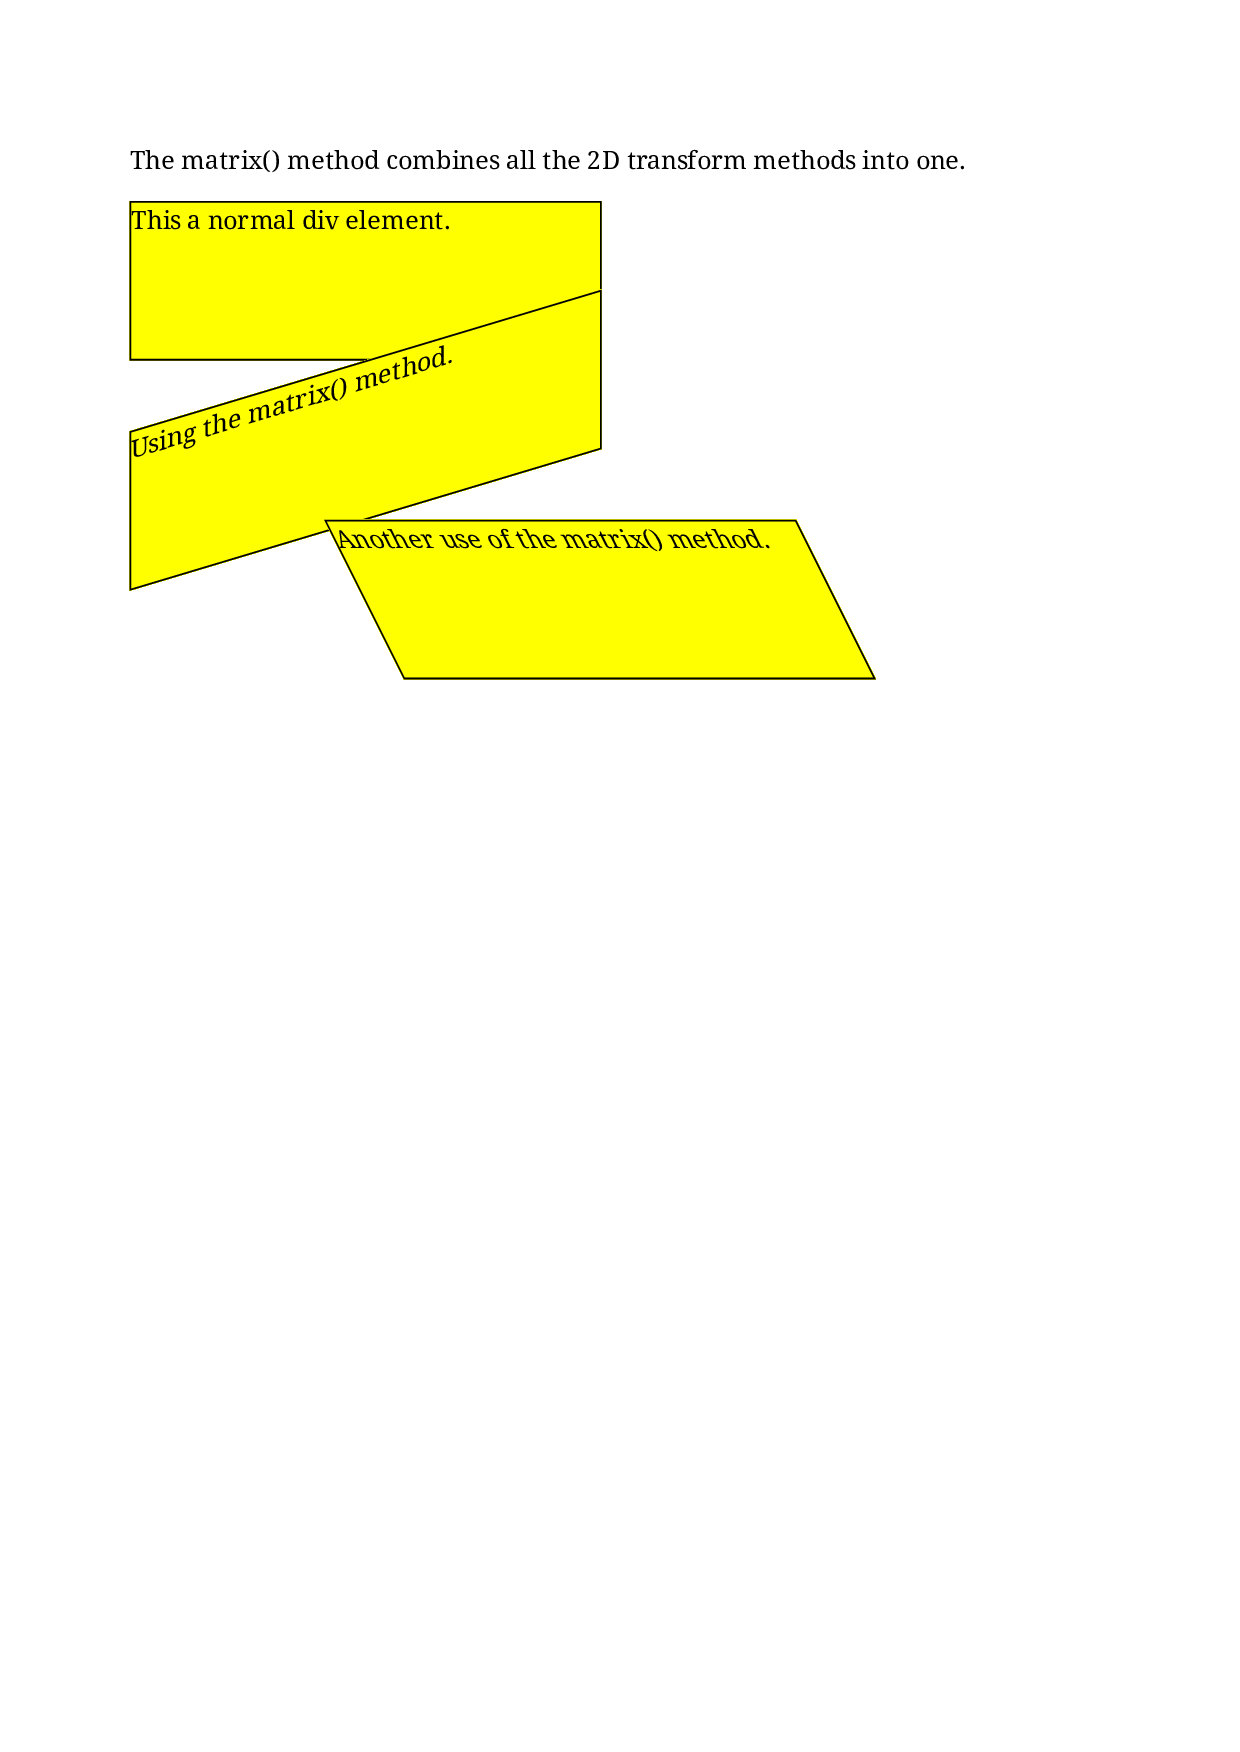 The matrix() method combines all the 2D transform methods into one.
This a normal div element.
Using the matrix() method.
Another use of the matrix() method.